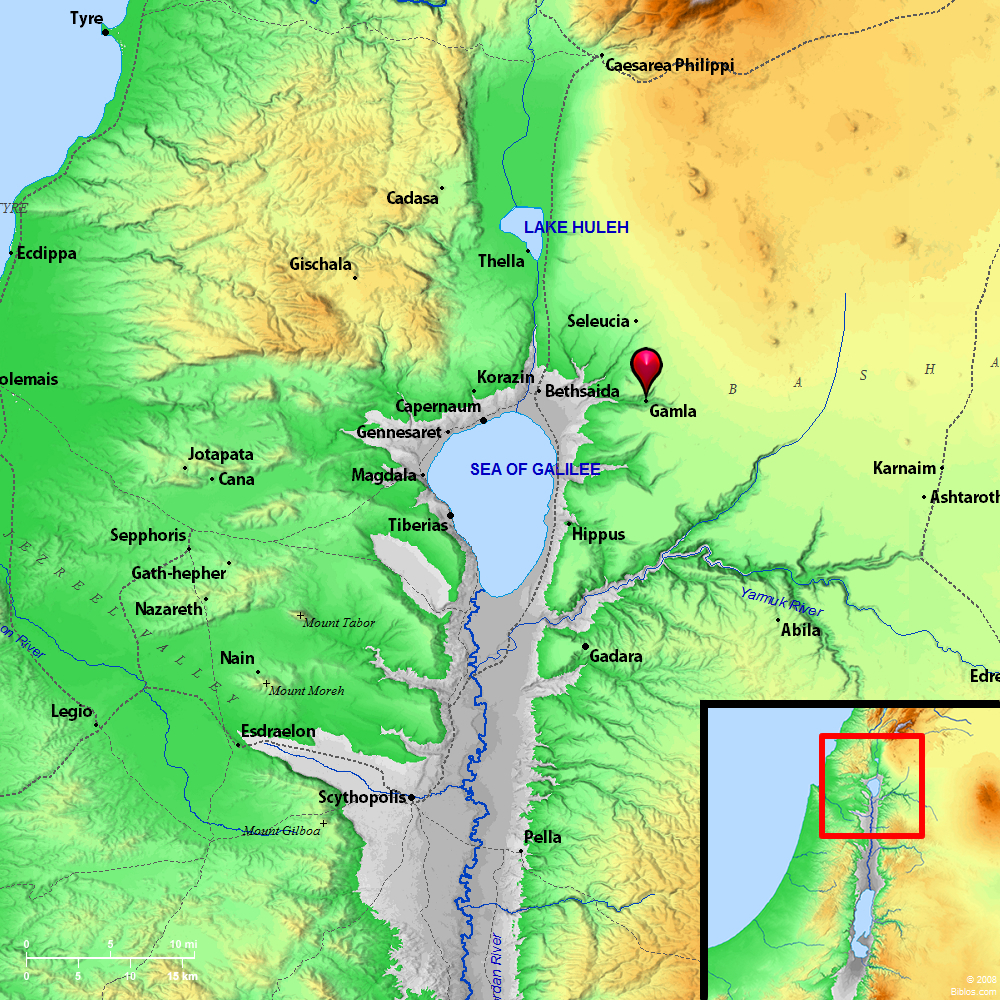 Tyre
Caesarea Philippi
Cadasa
TYRE
LAKE HULEH
Ecdippa
Thella
Gischala
Seleucia
olemais
Korazin
Bethsaida
B A S H A
Capernaum
Gamla
Gennesaret
Jotapata
Cana
Magdala
SEA OF GALILEE
Karnaim
Ashtaroth
Tiberias
Hippus
Sepphoris
Gath-hepher
JEZREEL VALLEY
Nazareth
Mount Tabor
Yarmuk River
Abila
on River
Nain
Gadara
Mount Moreh
Edre
Legio
Esdraelon
Scythopolis
Mount Gilboa
Pella
rdan River
0 5 10 mi
0 5 10 15 km
© 2008
Biblos.com